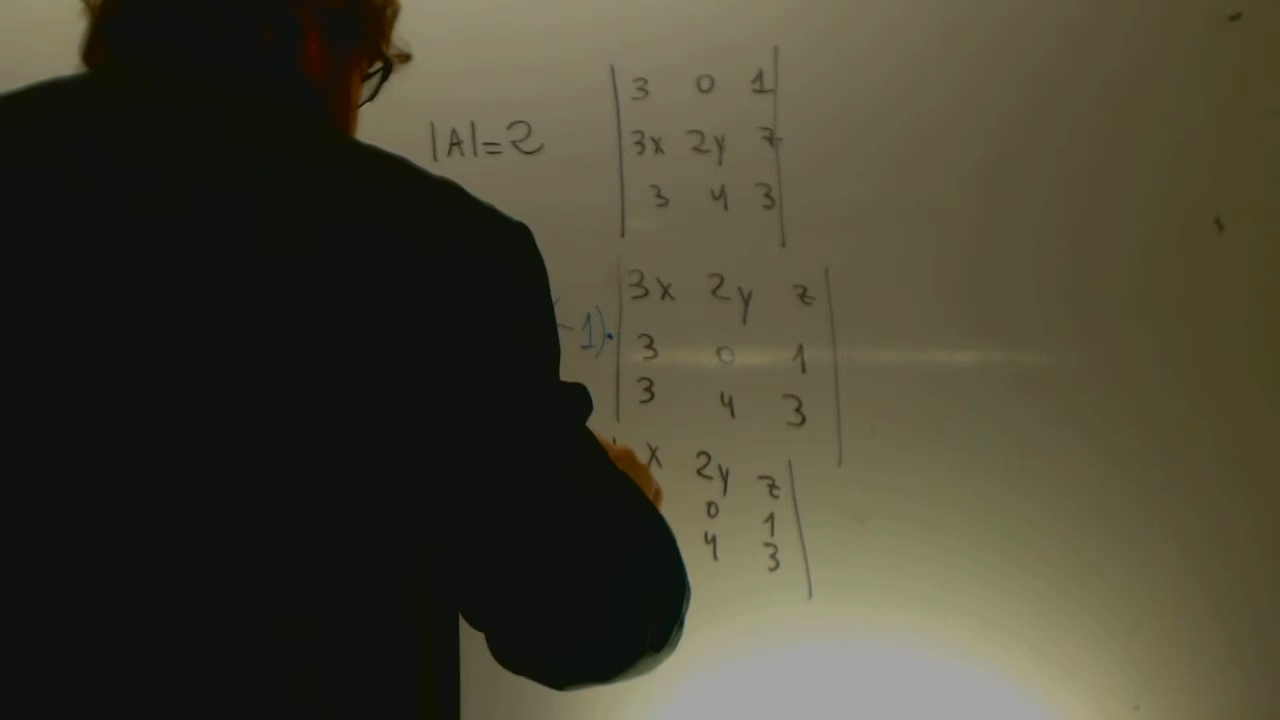 |A|=2
3 0 1
3x 2y z
3 4 3
-1)·
3x 2y z
3 0 1
3 4 3
x 2y z
0 1
4 3